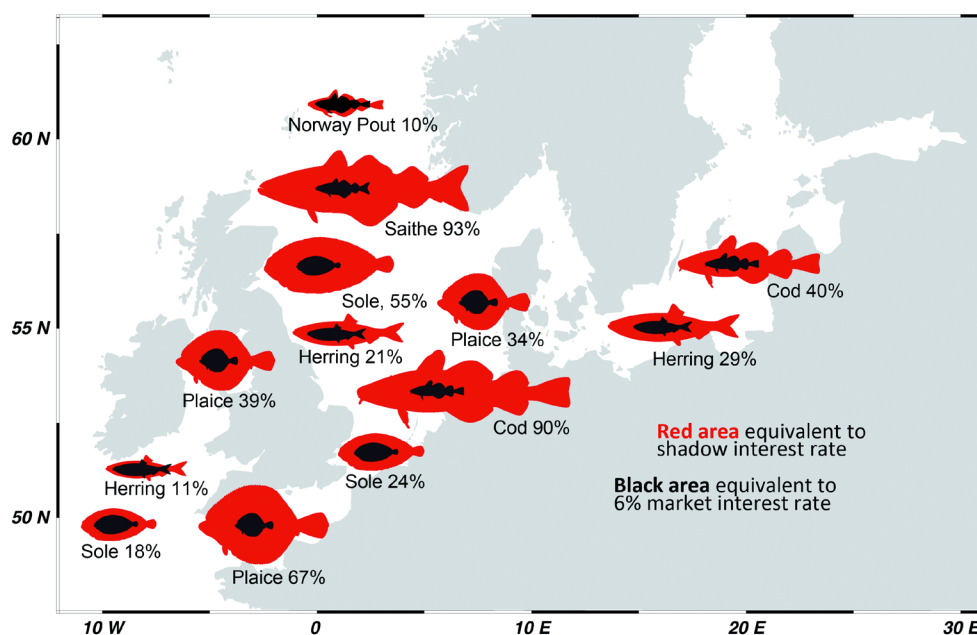 60 N
55 N
50 N
Norway Pout 10%
Saithe 93%
Sole, 55%
Cod 40%
Plaice 34%
Herring 21%
Herring 29%
Plaice 39%
Cod 90%
Red area equivalent to
shadow interest rate
Sole 24%
Herring 11%
Black area equivalent to
6% market interest rate
Sole 18%
Plaice 67%
10 W
0
10 E
20 E
30 E